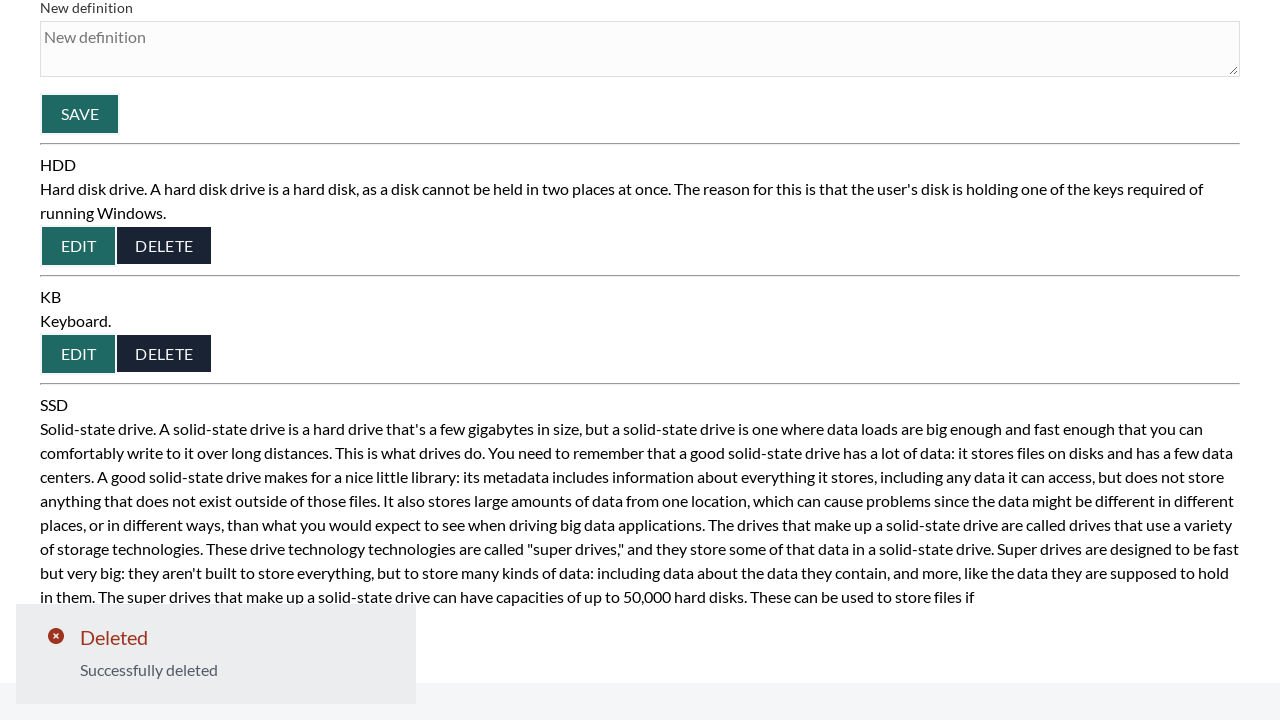 New definition
New definition
SAVE
HDD
Hard disk drive. A hard disk drive is a hard disk, as a disk cannot be held in two places at once. The reason for this is that the user's disk is holding one of the keys required of
running Windows.
EDIT DELETE
KB
Keyboard.
EDIT DELETE
SSD
Solid-state drive. A solid-state drive is a hard drive that's a few gigabytes in size, but a solid-state drive is one where data loads are big enough and fast enough that you can
comfortably write to it over long distances. This is what drives do. You need to remember that a good solid-state drive has a lot of data: it stores files on disks and has a few data
centers. A good solid-state drive makes for a nice little library: its metadata includes information about everything it stores, including any data it can access, but does not store
anything that does not exist outside of those files. It also stores large amounts of data from one location, which can cause problems since the data might be different in different
places, or in different ways, than what you would expect to see when driving big data applications. The drives that make up a solid-state drive are called drives that use a variety
of storage technologies. These drive technology technologies are called "super drives," and they store some of that data in a solid-state drive. Super drives are designed to be fast
but very big: they aren't built to store everything, but to store many kinds of data: including data about the data they contain, and more, like the data they are supposed to hold
in them. The super drives that make up a solid-state drive can have capacities of up to 50,000 hard disks. These can be used to store files if
Deleted
Successfully deleted